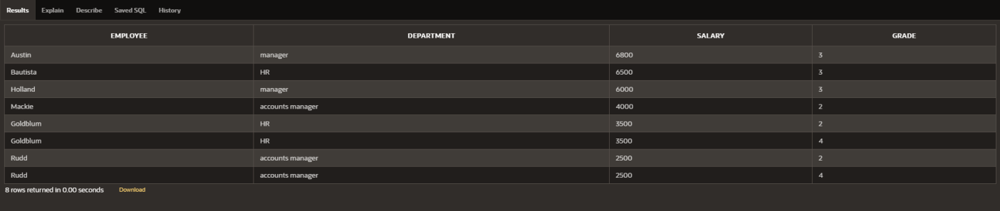 Results Explain Describe Saved SQL History
EMPLOYEE DEPARTMENT SALARY GRADE
Austin manager 6800 3
Bautista HR 6500 3
Holland manager 6000 3
Mackie accounts manager 4000 2
Goldblum HR 3500 2
Goldblum HR 3500 4
Rudd accounts manager 2500 2
Rudd accounts manager 2500 4
8 rows returned in 0.00 seconds Download